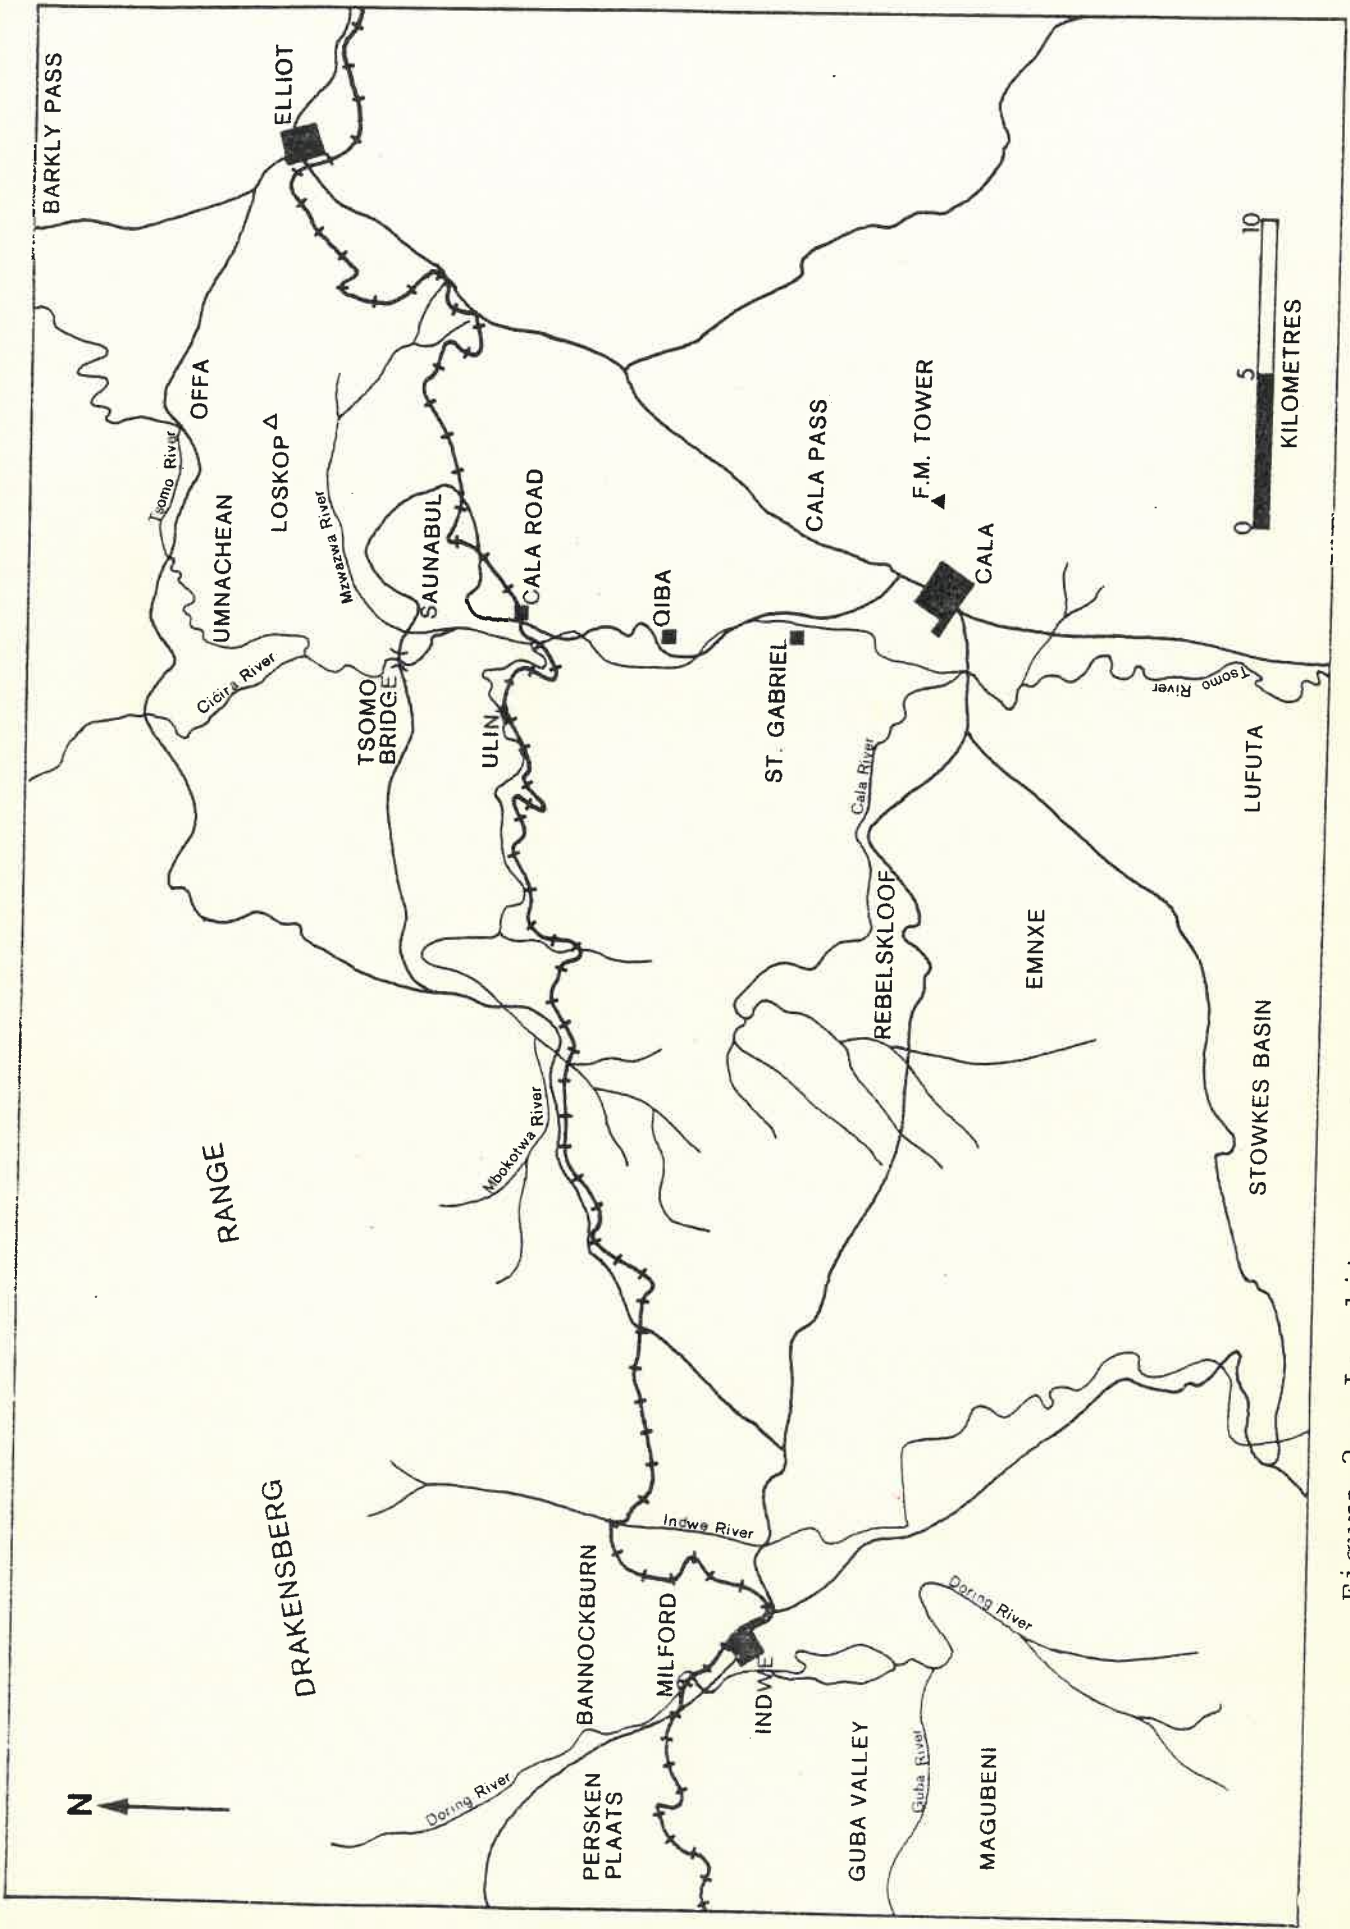 N
BARKLY PASS
ELLIOT
DRAKENSBERG
RANGE
OFFA
LOSKOP
Tsomo River
UMNACHEAN
Mzwazwa River
Cicira River
SAUNABUL
TSOMO
BRIDGE
CALA ROAD
ULIN
Mbokotwa River
QIBA
BANNOCKBURN
Doring River
PERSKEN
PLAATS
MILFORD
Indwe River
INDWE
ST. GABRIEL
CALA PASS
F.M. TOWER
CALA
Cala River
REBELSKLOOF
EMNXE
GUBA VALLEY
Guba River
Doring River
MAGUBENI
Tsomo
River
LUFUTA
STOWKES BASIN
0 5 10
KILOMETRES